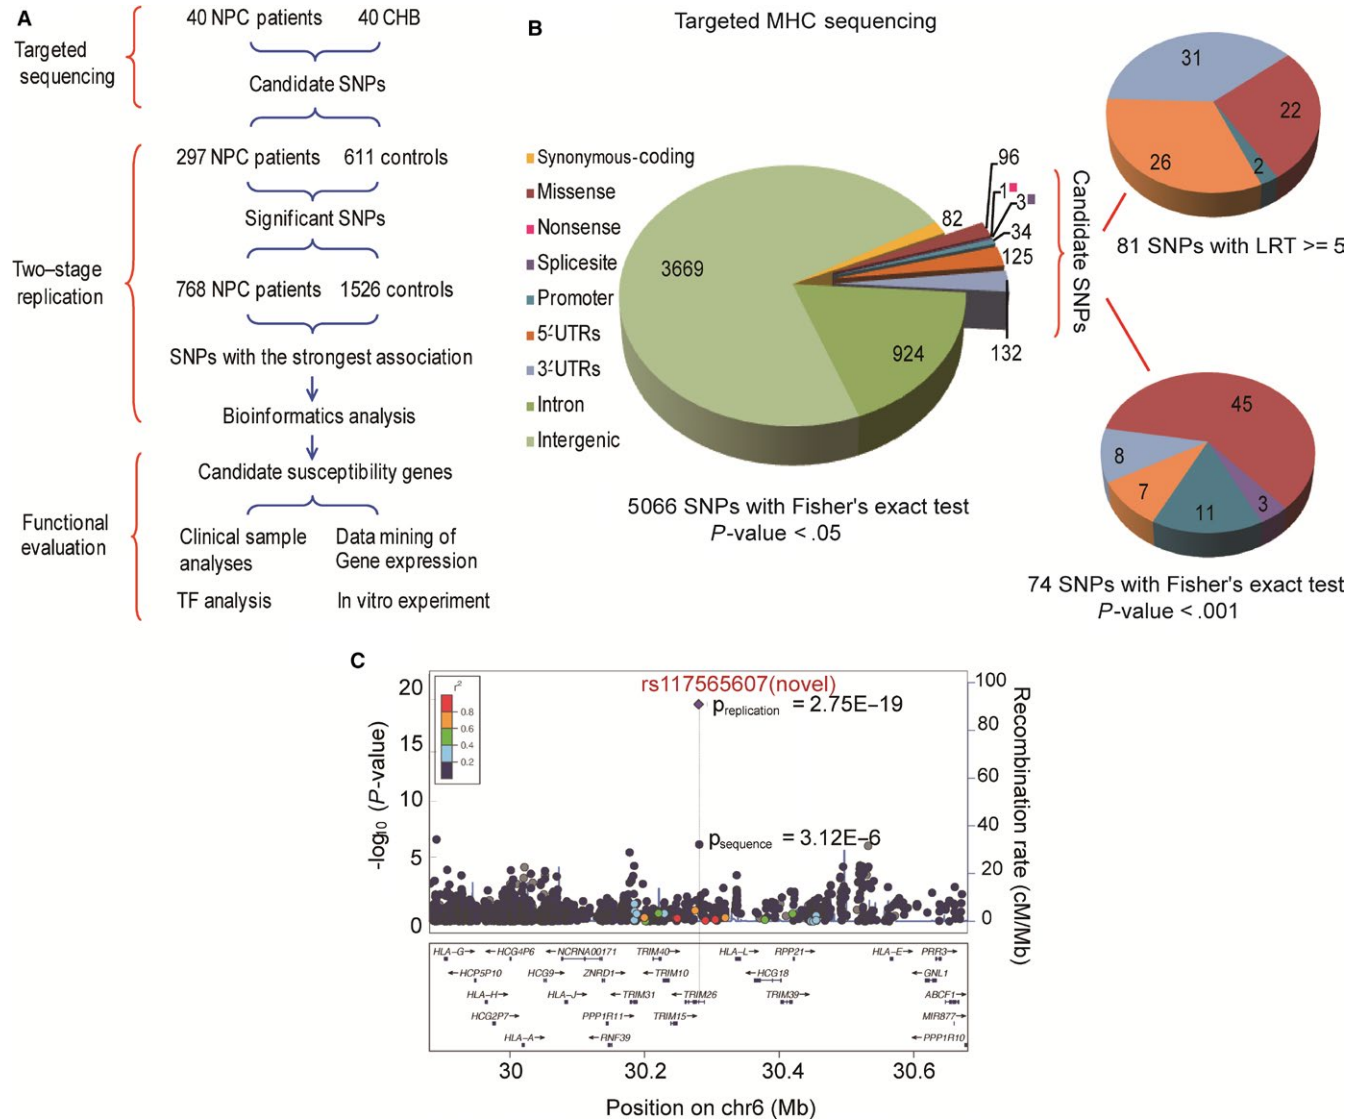 A
40 NPC patients 40 CHB
Targeted
sequencing
Candidate SNPs
297 NPC patients 611 controls
Significant SNPs
Two–stage
replication
768 NPC patients 1526 controls
SNPs with the strongest association
Bioinformatics analysis
Candidate susceptibility genes
Functional
evaluation
Clinical sample
analyses
Data mining of
Gene expression
TF analysis
In vitro experiment
B
Targeted MHC sequencing
Synonymous-coding
Missense
Nonsense
Splicesite
Promoter
5′UTRs
3′UTRs
Intron
Intergenic
3669
82
96
1
3
34
125
132
924
Candidate SNPs
5066 SNPs with Fisher's exact test
P-value < .05
31
22
26
2
81 SNPs with LRT >= 5
45
8
7
11
3
74 SNPs with Fisher's exact test
P-value < .001
C
rs117565607(novel)
p replication = 2.75E–19
p sequence = 3.12E–6
r²
0.8
0.6
0.4
0.2
-log10 (P-value)
20
15
10
5
0
Recombination rate (cM/Mb)
100
80
60
40
20
0
HLA-G→ ←HCG4P6 ←NCRNA00171 TRIM40→ HLA-L→ RPP21→ HLA-E→ PRR3→
←HCP5P10 HCG9→ ZNRD1→ ←TRIM10 ←HCG18 ←GNL1
HLA-H→ HLA-J→ ←TRIM31 ←TRIM26 TRIM39→ ABCF1→
HCG2P7→ PPP1R11→ ←TRIM15 MIR877→
HLA-A→ ←RNF39 ←PPP1R10
30 30.2 30.4 30.6
Position on chr6 (Mb)